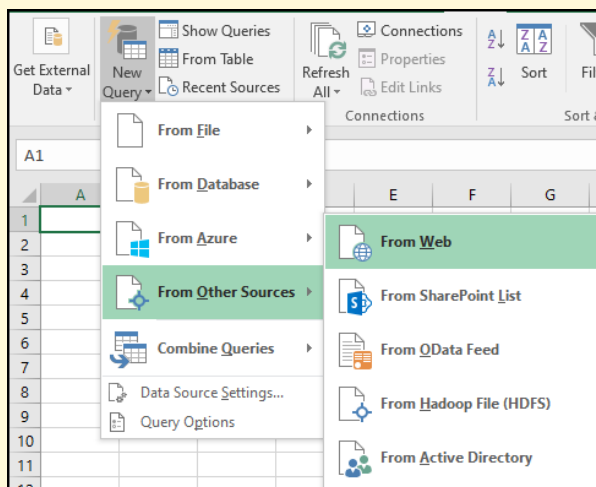 Show Queries
From Table
Recent Sources
Get External
Data
New
Query
Refresh
All
Connections
Properties
Edit Links
Connections
A
Z
Z
A
Z A
A Z
Sort
Fil
Sort &
A1
A E F G
1
2
3
4
5
6
7
8
9
10
11
From File
From Database
From Azure
From Other Sources
Combine Queries
Data Source Settings...
Query Options
From Web
From SharePoint List
From OData Feed
From Hadoop File (HDFS)
From Active Directory